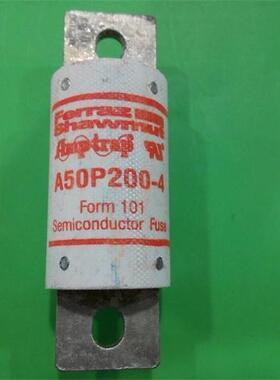 Ferraz
Shawmut
Amptrap
A50P200-4
Form 101
Semiconductor Fuse